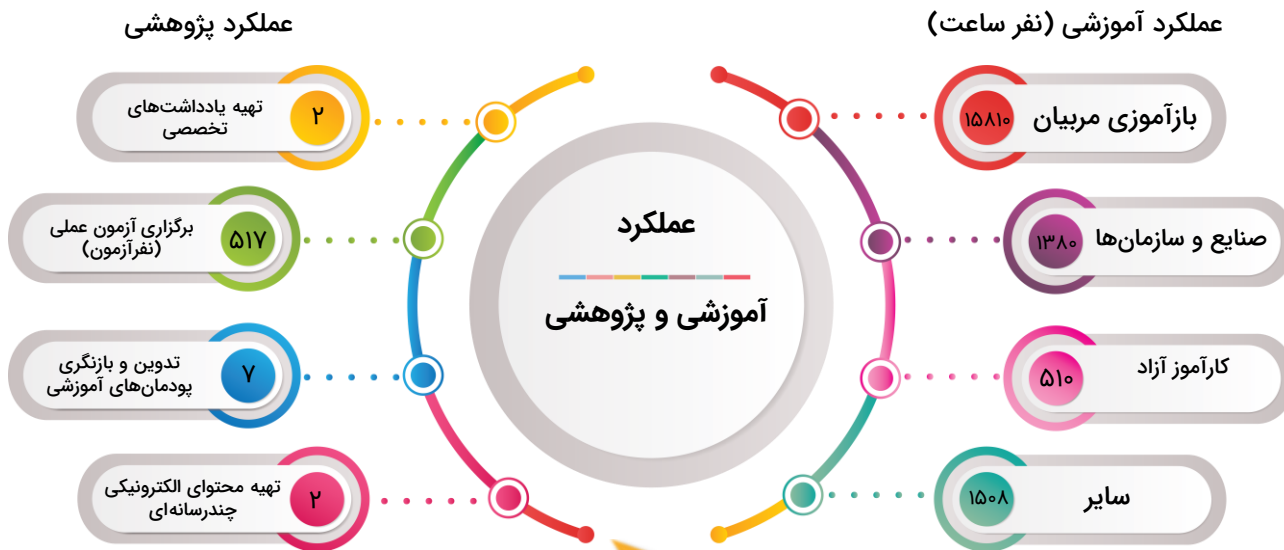 عملکرد آموزشی (نفر ساعت)
۱۵۸۱۰
بازآموزی مربیان
۱۳۸۰
صنایع و سازمان‌ها
۵۱۰
کارآموز آزاد
۱۵۰۸
سایر
عملکرد
آموزشی و پژوهشی
عملکرد پژوهشی
۲
تهیه یادداشت‌های
تخصصی
۵۱۷
برگزاری آزمون عملی
(نفرآزمون)
۷
تدوین و بازنگری
پودمان‌های آموزشی
۲
تهیه محتوای الکترونیکی
چندرسانه‌ای